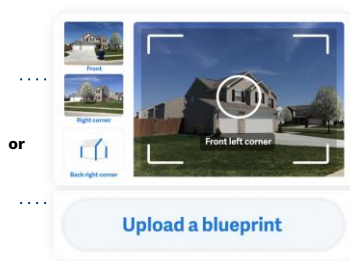 Front
Right corner
or
Back right corner
Front left corner
Upload a blueprint